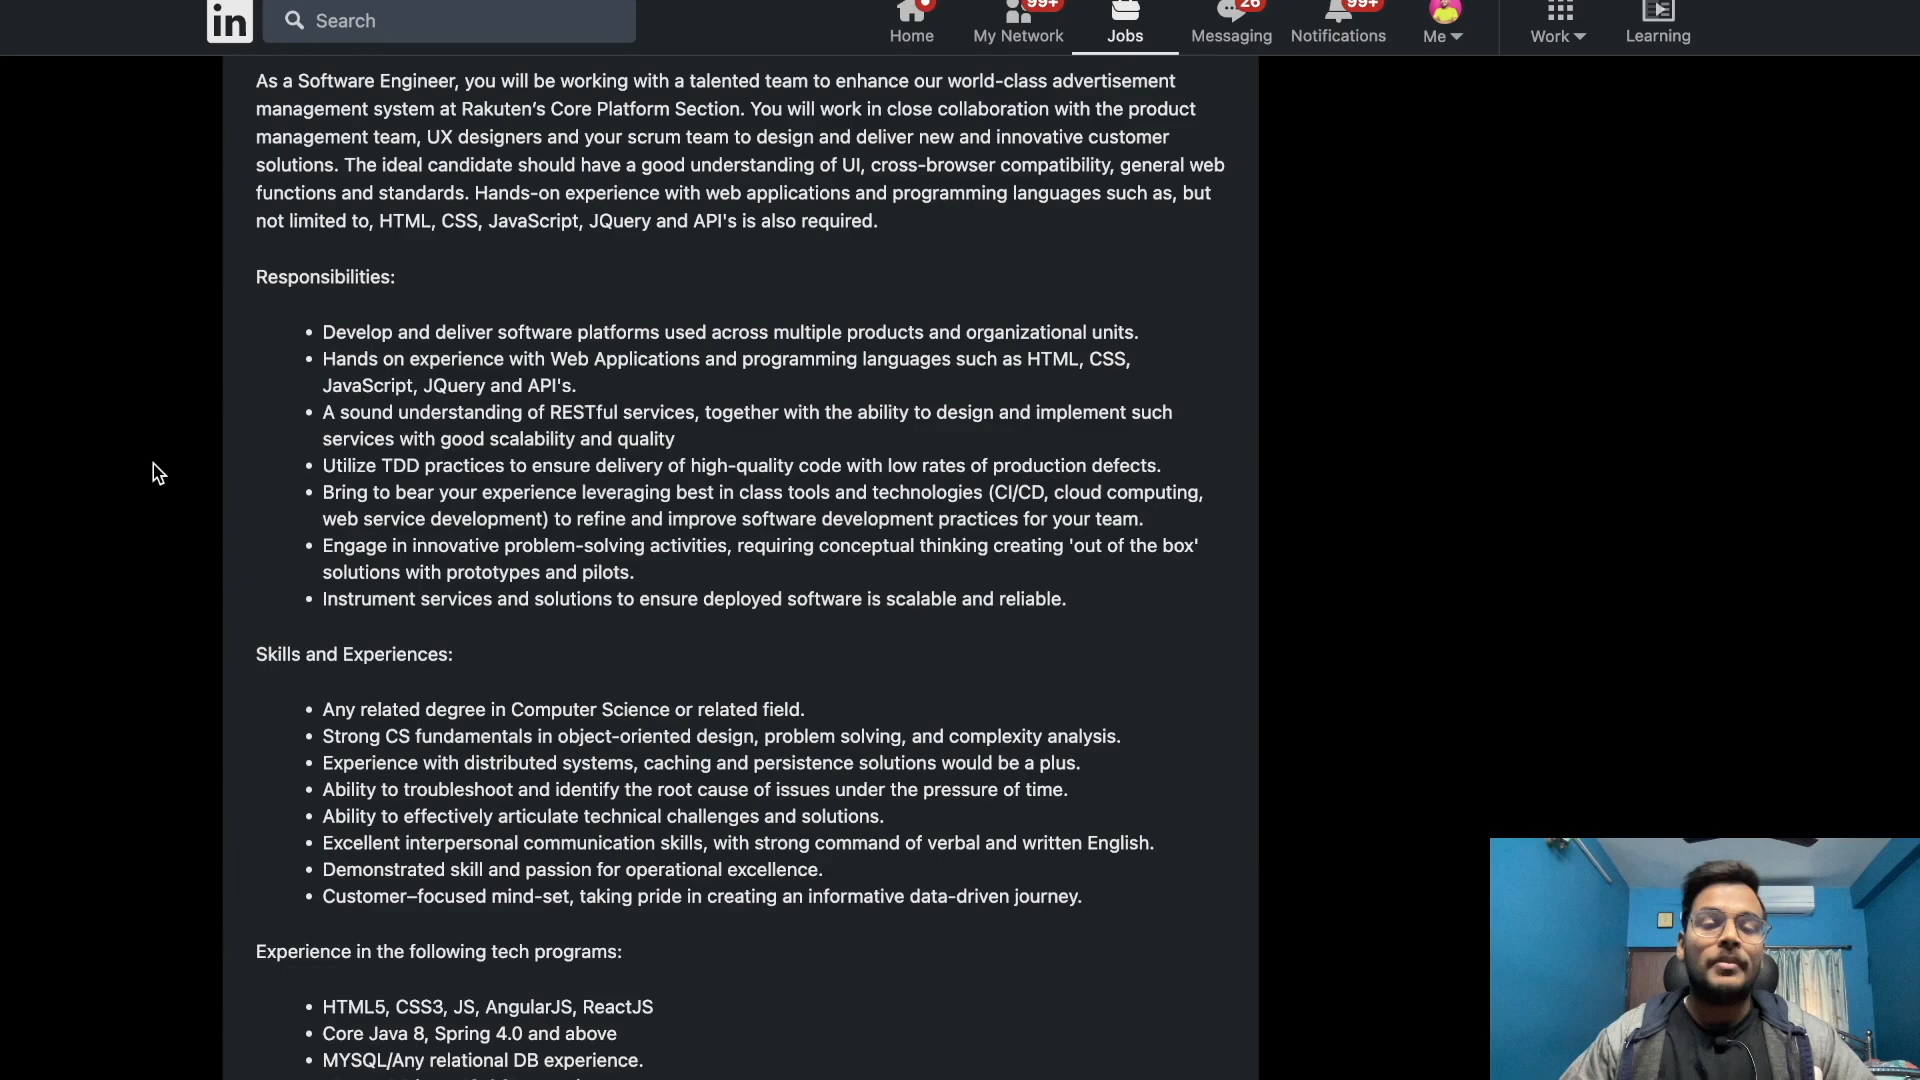 in
Search
99+
26
99+
Home
My Network
Jobs
Messaging
Notifications
Me
Work
Learning
As a Software Engineer, you will be working with a talented team to enhance our world-class advertisement
management system at Rakuten’s Core Platform Section. You will work in close collaboration with the product
management team, UX designers and your scrum team to design and deliver new and innovative customer
solutions. The ideal candidate should have a good understanding of UI, cross-browser compatibility, general web
functions and standards. Hands-on experience with web applications and programming languages such as, but
not limited to, HTML, CSS, JavaScript, JQuery and API's is also required.
Responsibilities:
• Develop and deliver software platforms used across multiple products and organizational units.
• Hands on experience with Web Applications and programming languages such as HTML, CSS,
JavaScript, JQuery and API's.
• A sound understanding of RESTful services, together with the ability to design and implement such
services with good scalability and quality
• Utilize TDD practices to ensure delivery of high-quality code with low rates of production defects.
• Bring to bear your experience leveraging best in class tools and technologies (CI/CD, cloud computing,
web service development) to refine and improve software development practices for your team.
• Engage in innovative problem-solving activities, requiring conceptual thinking creating 'out of the box'
solutions with prototypes and pilots.
• Instrument services and solutions to ensure deployed software is scalable and reliable.
Skills and Experiences:
• Any related degree in Computer Science or related field.
• Strong CS fundamentals in object-oriented design, problem solving, and complexity analysis.
• Experience with distributed systems, caching and persistence solutions would be a plus.
• Ability to troubleshoot and identify the root cause of issues under the pressure of time.
• Ability to effectively articulate technical challenges and solutions.
• Excellent interpersonal communication skills, with strong command of verbal and written English.
• Demonstrated skill and passion for operational excellence.
• Customer–focused mind-set, taking pride in creating an informative data-driven journey.
Experience in the following tech programs:
• HTML5, CSS3, JS, AngularJS, ReactJS
• Core Java 8, Spring 4.0 and above
• MYSQL/Any relational DB experience.